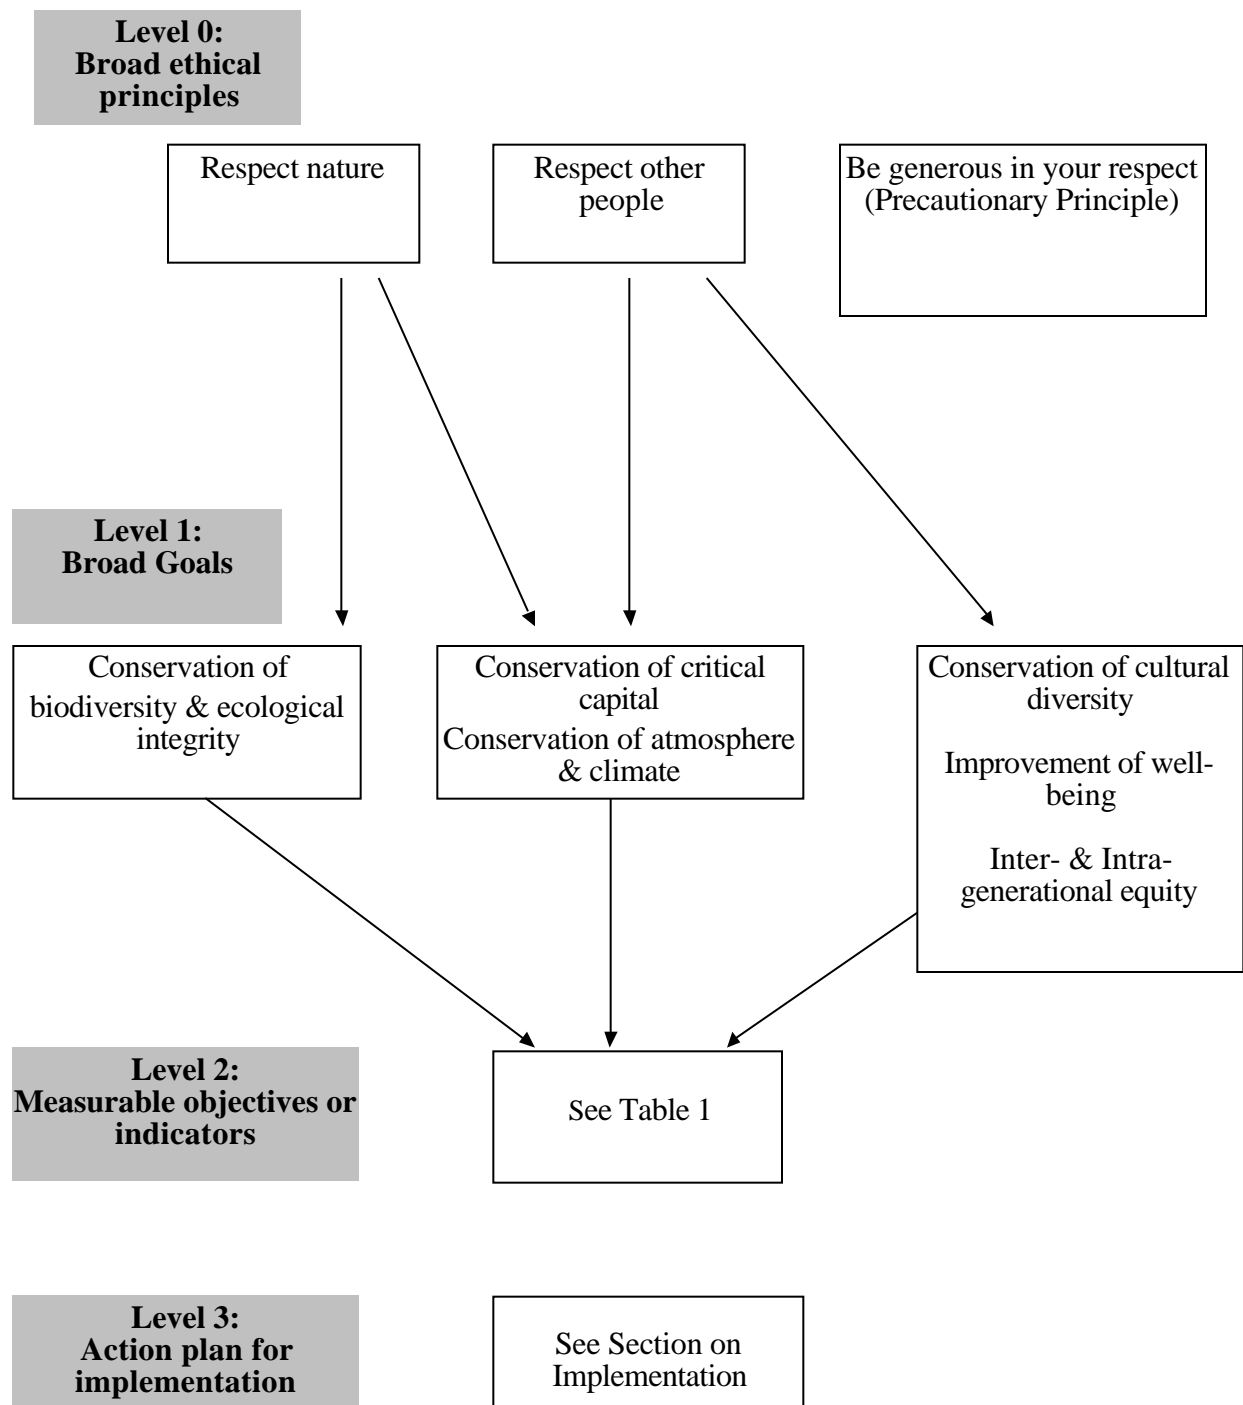 Level 0:
Broad ethical
principles
Respect nature
Respect other
people
Be generous in your respect
(Precautionary Principle)
Level 1:
Broad Goals
Conservation of
biodiversity & ecological
integrity
Conservation of critical
capital
Conservation of atmosphere
& climate
Conservation of cultural
diversity
Improvement of well-
being
Inter- & Intra-
generational equity
Level 2:
Measurable objectives or
indicators
See Table 1
Level 3:
Action plan for
implementation
See Section on
Implementation